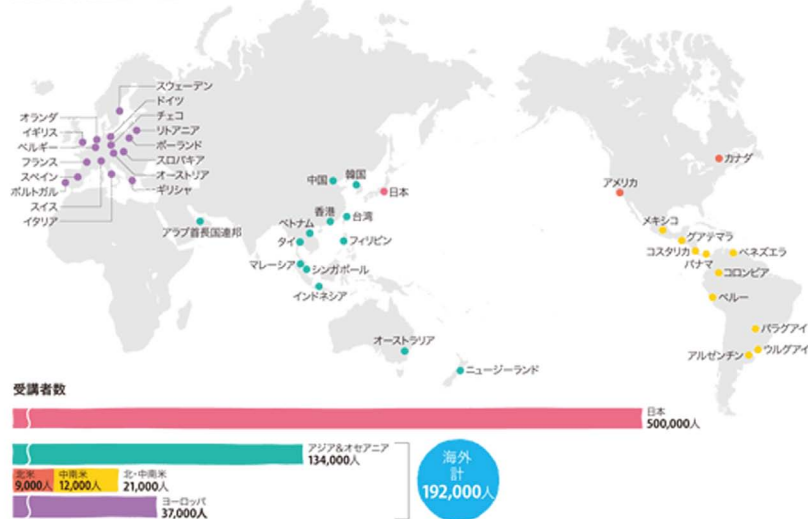 スウェーデン
ドイツ
チェコ
リトアニア
ポーランド
スロバキア
オーストリア
ギリシャ
オランダ
イギリス
ベルギー
フランス
スペイン
ポルトガル
スイス
イタリア
アラブ首長国連邦
中国
韓国
日本
香港
台湾
ベトナム
タイ
フィリピン
マレーシア
シンガポール
インドネシア
オーストラリア
ニュージーランド
カナダ
アメリカ
メキシコ
グアテマラ
コスタリカ
ベネズエラ
パナマ
コロンビア
ペルー
パラグアイ
ウルグアイ
アルゼンチン
受講者数
日本
500,000人
アジア&オセアニア
134,000人
北米
9,000人
中南米
12,000人
北・中南米
21,000人
ヨーロッパ
37,000人
海外
計
192,000人